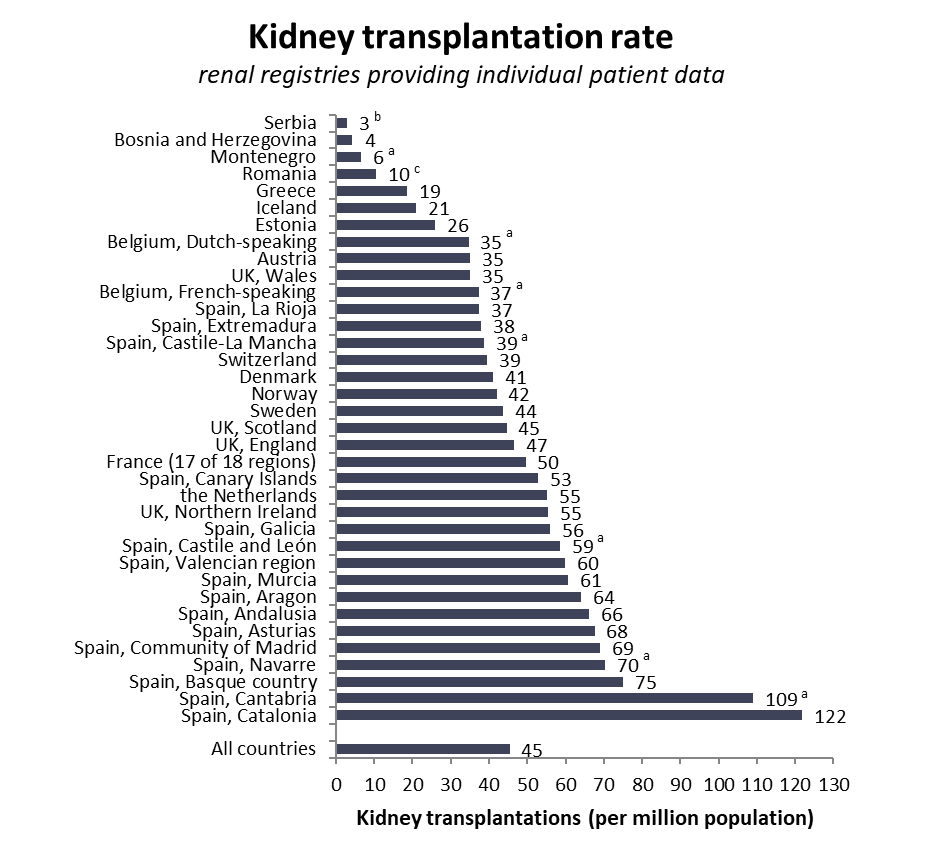 Kidney transplantation rate
renal registries providing individual patient data
Serbia 3 b
Bosnia and Herzegovina 4
Montenegro 6 a
Romania 10 c
Greece 19
Iceland 21
Estonia 26
Belgium, Dutch-speaking 35 a
Austria 35
UK, Wales 35
Belgium, French-speaking 37 a
Spain, La Rioja 37
Spain, Extremadura 38
Spain, Castile-La Mancha 39 a
Switzerland 39
Denmark 41
Norway 42
Sweden 44
UK, Scotland 45
UK, England 47
France (17 of 18 regions) 50
Spain, Canary Islands 53
the Netherlands 55
UK, Northern Ireland 55
Spain, Galicia 56
Spain, Castile and León 59 a
Spain, Valencian region 60
Spain, Murcia 61
Spain, Aragon 64
Spain, Andalusia 66
Spain, Asturias 68
Spain, Community of Madrid 69
Spain, Navarre 70 a
Spain, Basque country 75
Spain, Cantabria 109 a
Spain, Catalonia 122
All countries 45
0 10 20 30 40 50 60 70 80 90 100 110 120 130
Kidney transplantations (per million population)